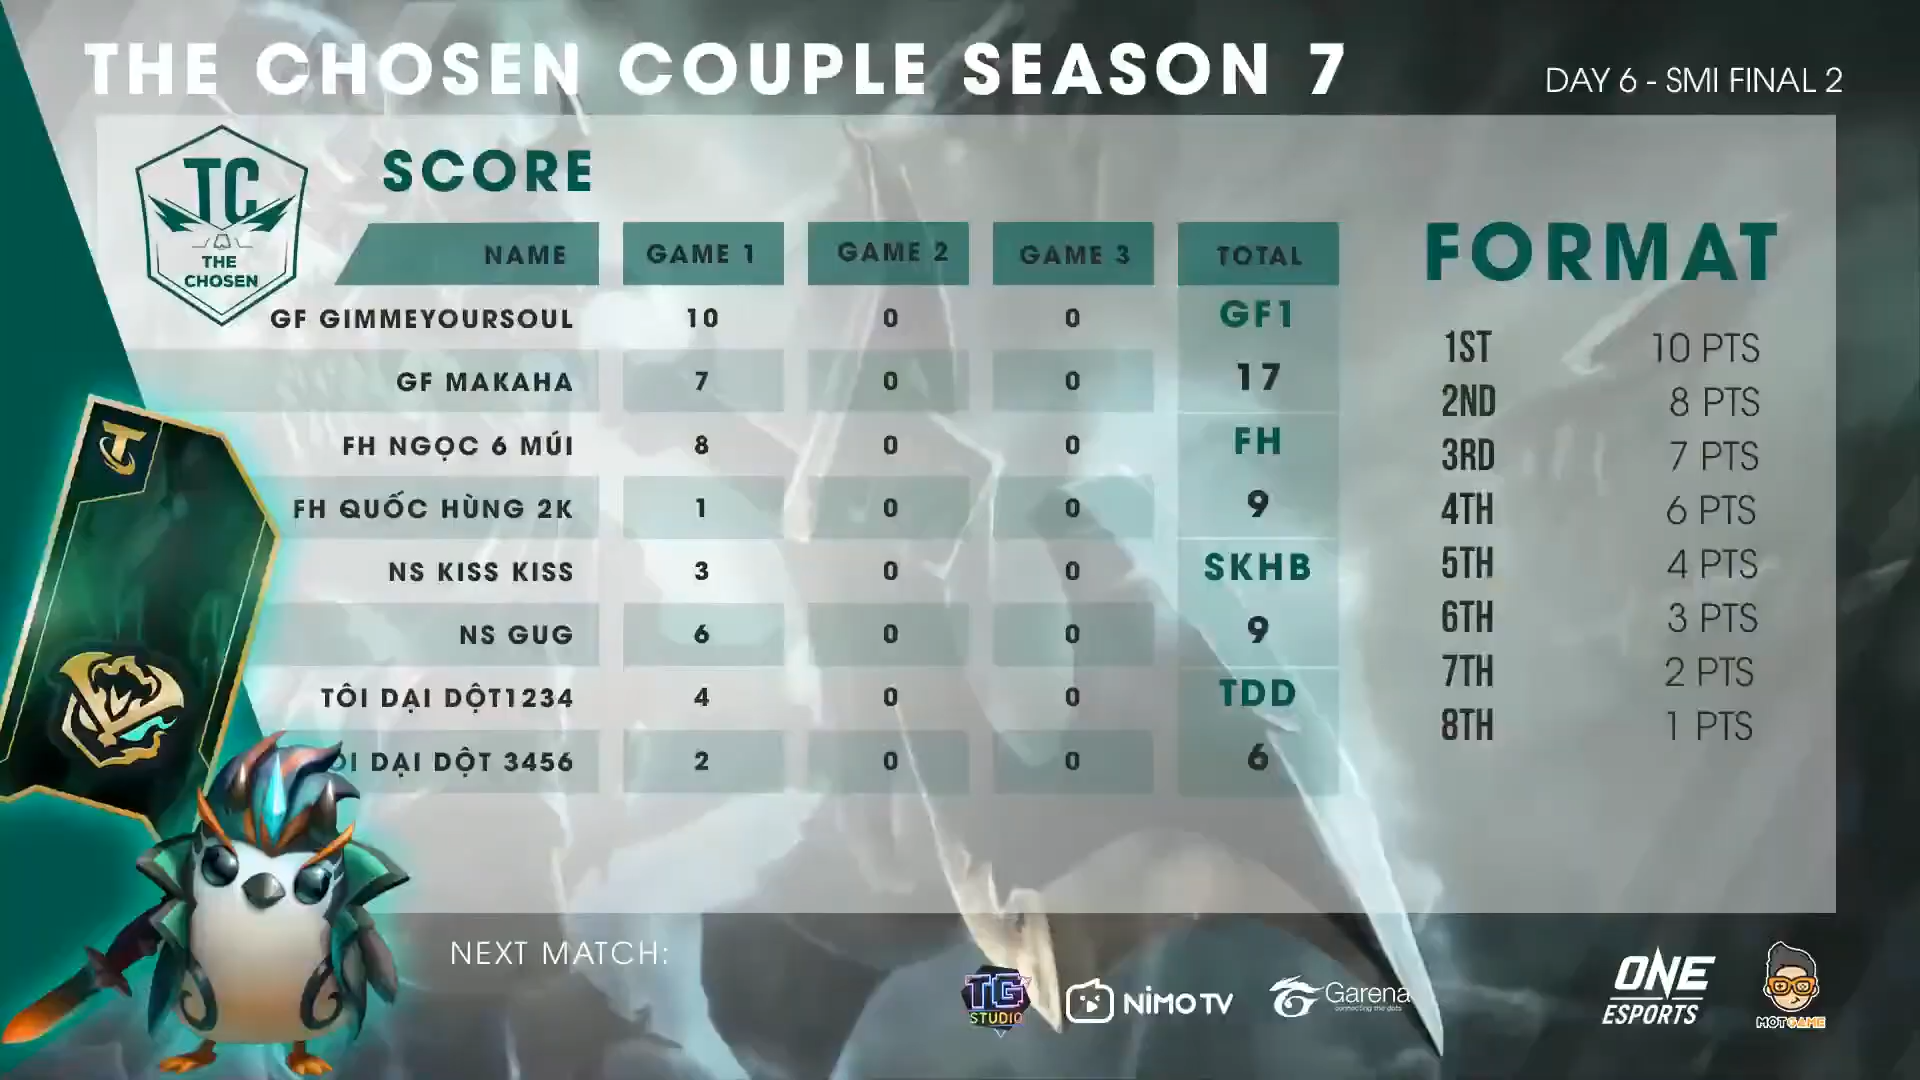 THE CHOSEN COUPLE SEASON 7
DAY 6 - SMI FINAL 2
TC
THE
CHOSEN
SCORE
NAME GAME 1 GAME 2 GAME 3 TOTAL
GF GIMMEYOURSOUL 10 0 0 GF1
GF MAKAHA 7 0 0 17
FH NGỌC 6 MÚI 8 0 0 FH
FH QUỐC HÙNG 2K 1 0 0 9
NS KISS KISS 3 0 0 SKHB
NS GUG 6 0 0 9
TÔI DẠI DỘT1234 4 0 0 TDD
DẠI DỘT 3456 2 0 0 6
FORMAT
1ST 10 PTS
2ND 8 PTS
3RD 7 PTS
4TH 6 PTS
5TH 4 PTS
6TH 3 PTS
7TH 2 PTS
8TH 1 PTS
NEXT MATCH:
TG
STUDIO
NIMO TV
Garena
connecting the dots
ONE
ESPORTS
MOTGAME